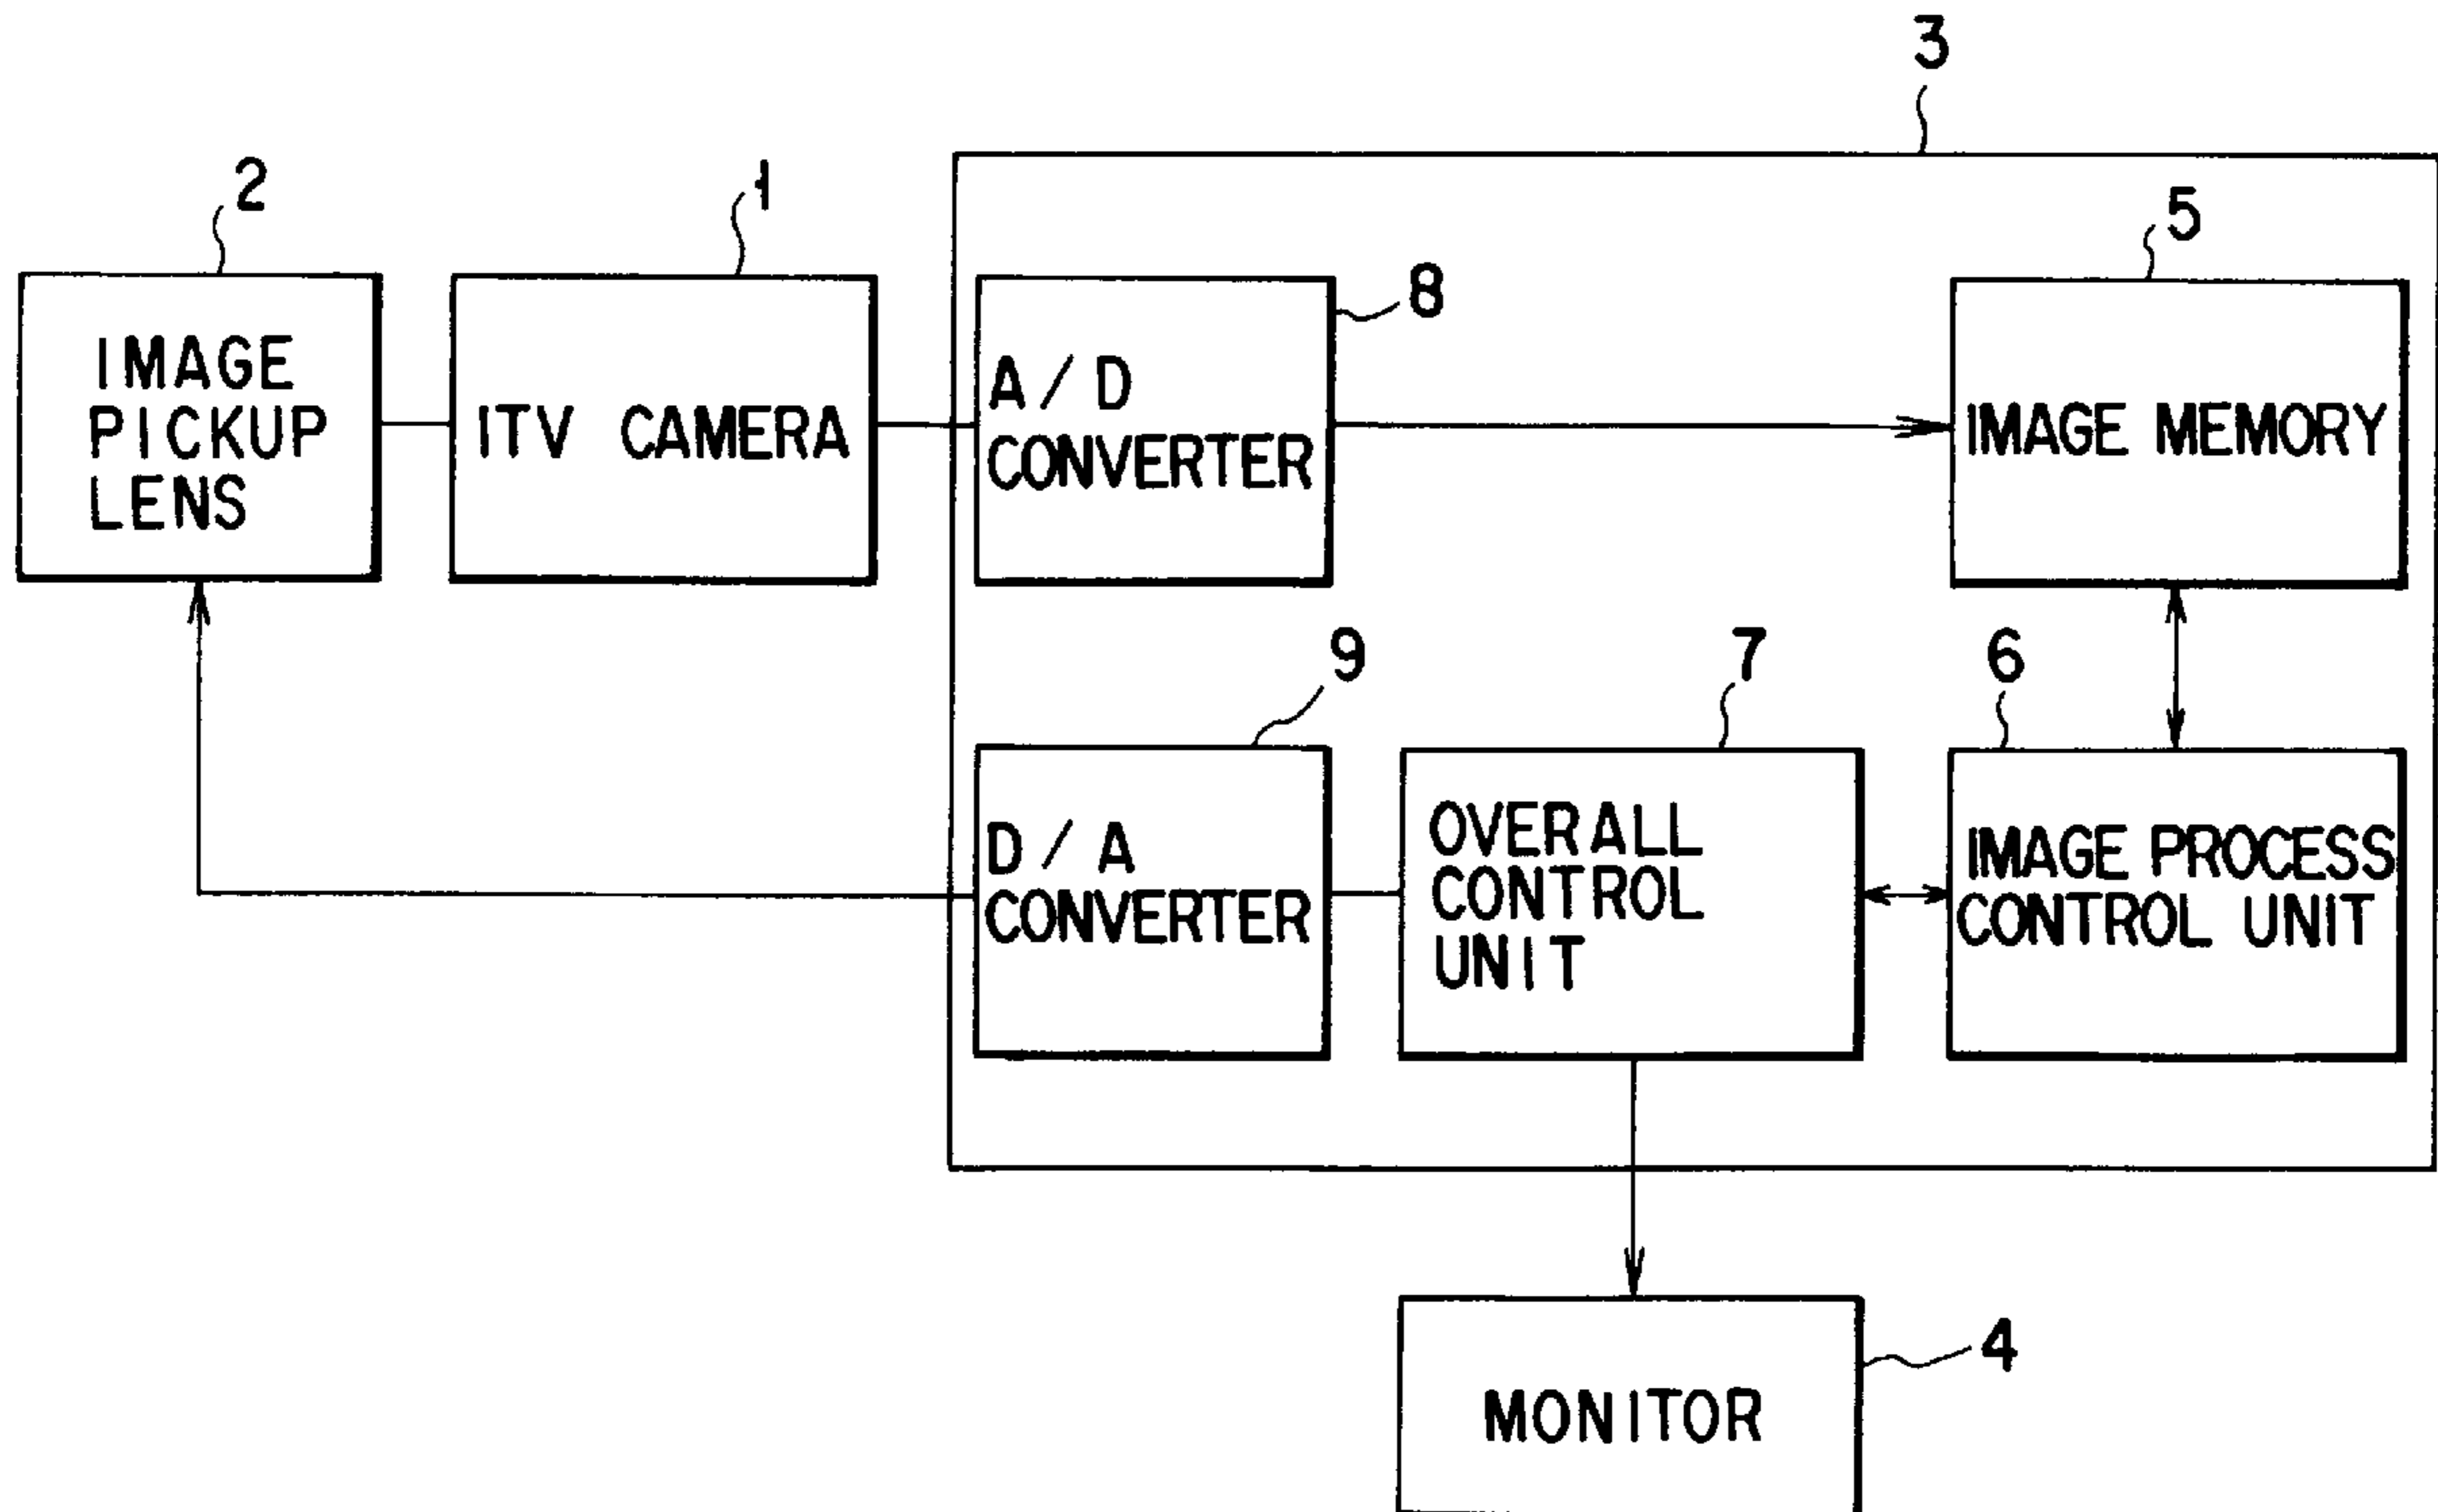 3
2
1
5
8
IMAGE
PICKUP
LENS
ITV CAMERA
A/D
CONVERTER
IMAGE MEMORY
9
7
6
D/A
CONVERTER
OVERALL
CONTROL
UNIT
IMAGE PROCESS
CONTROL UNIT
4
MONITOR